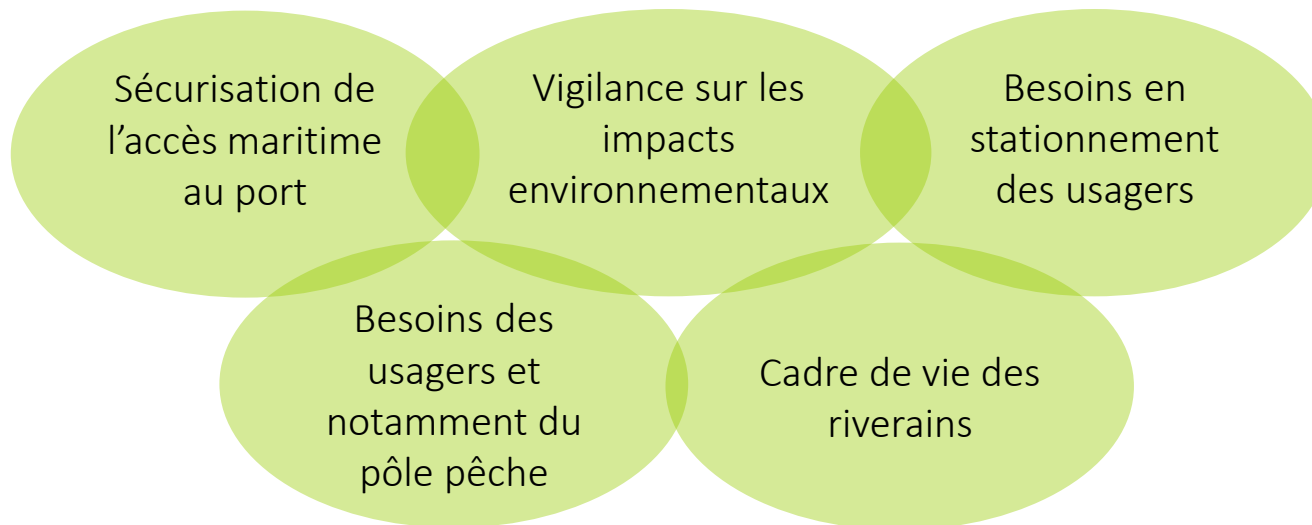 Sécurisation de
l’accès maritime
au port
Vigilance sur les
impacts
environnementaux
Besoins en
stationnement
des usagers
Besoins des
usagers et
notamment du
pôle pêche
Cadre de vie des
riverains